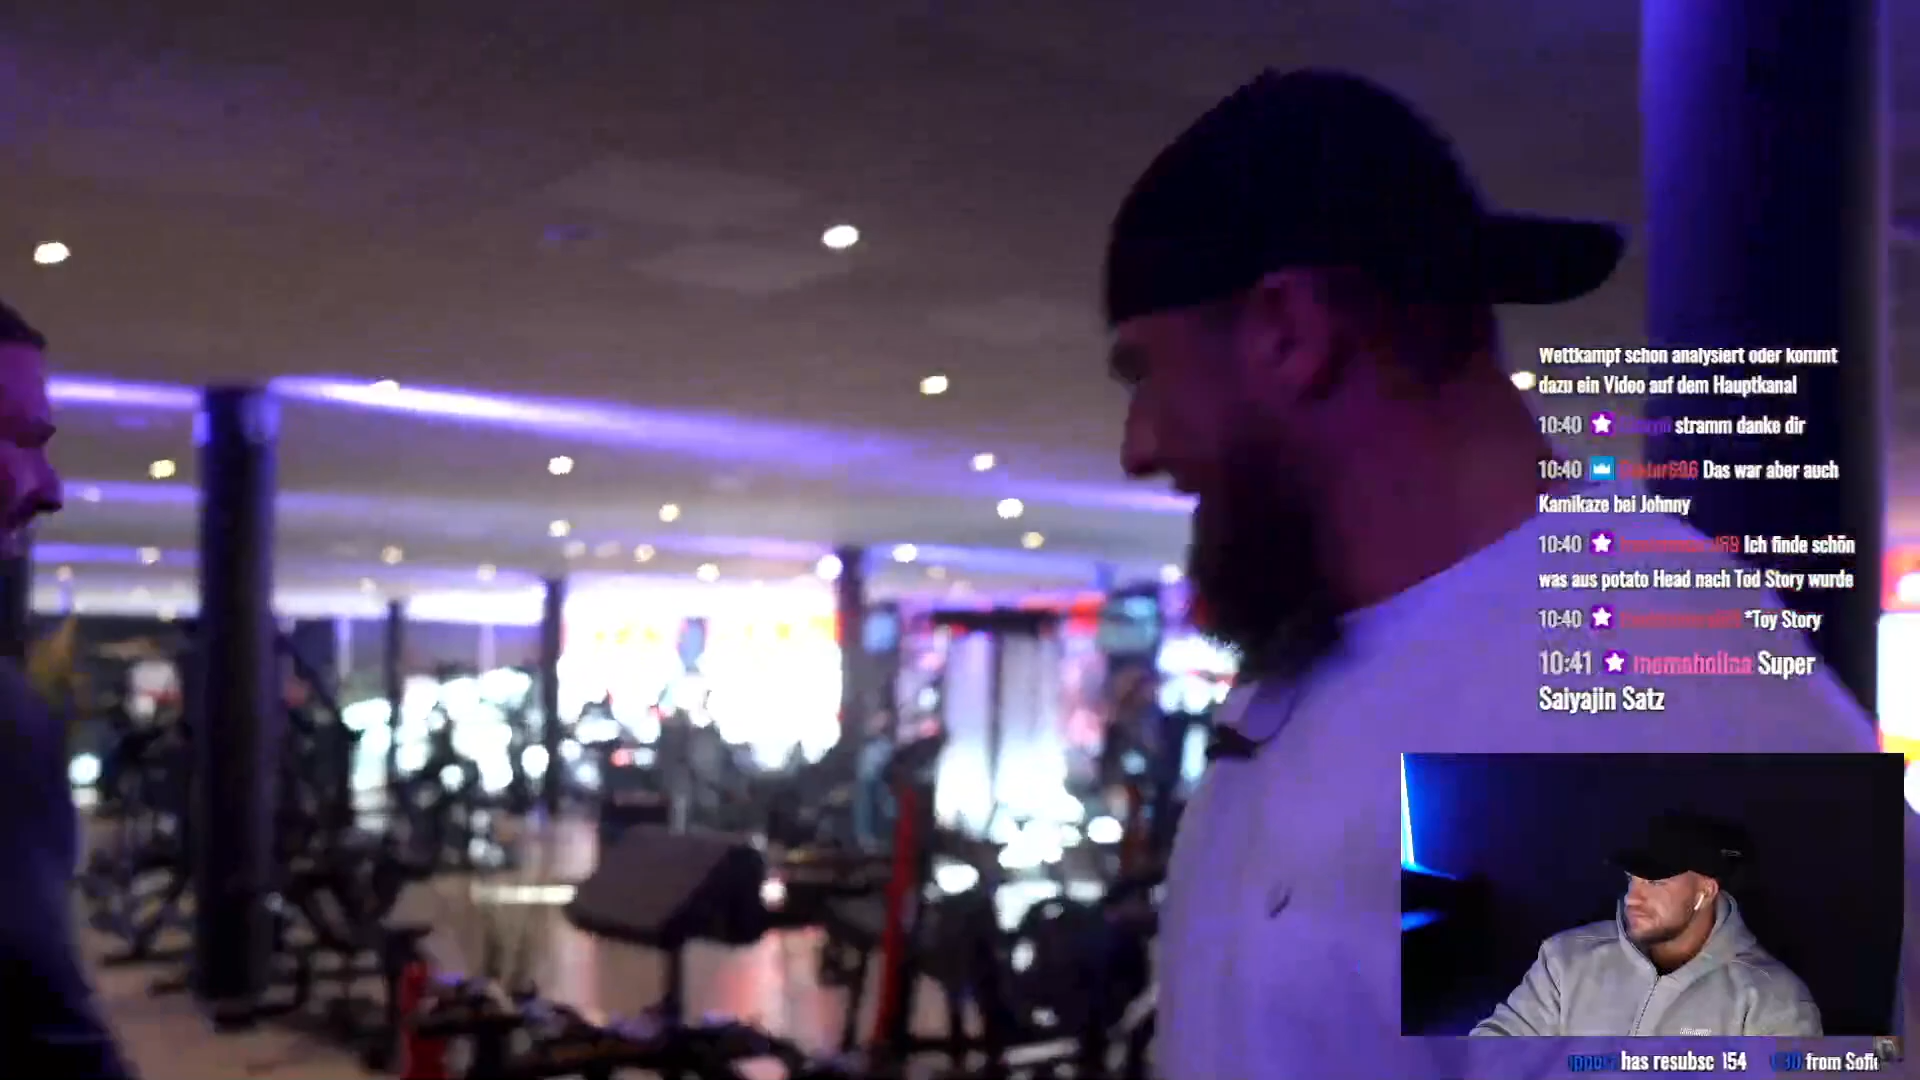 Wettkampf schon analysiert oder kommt
dazu ein Video auf dem Hauptkanal
10:40 stramm danke dir
10:40 Das war aber auch
Kamikaze bei Johnny
10:40 Ich finde schön
was aus potato Head nach Tod Story wurde
10:40 *Toy Story
10:41 Super
Saiyajin Satz
has resubsc 154 from Sofi